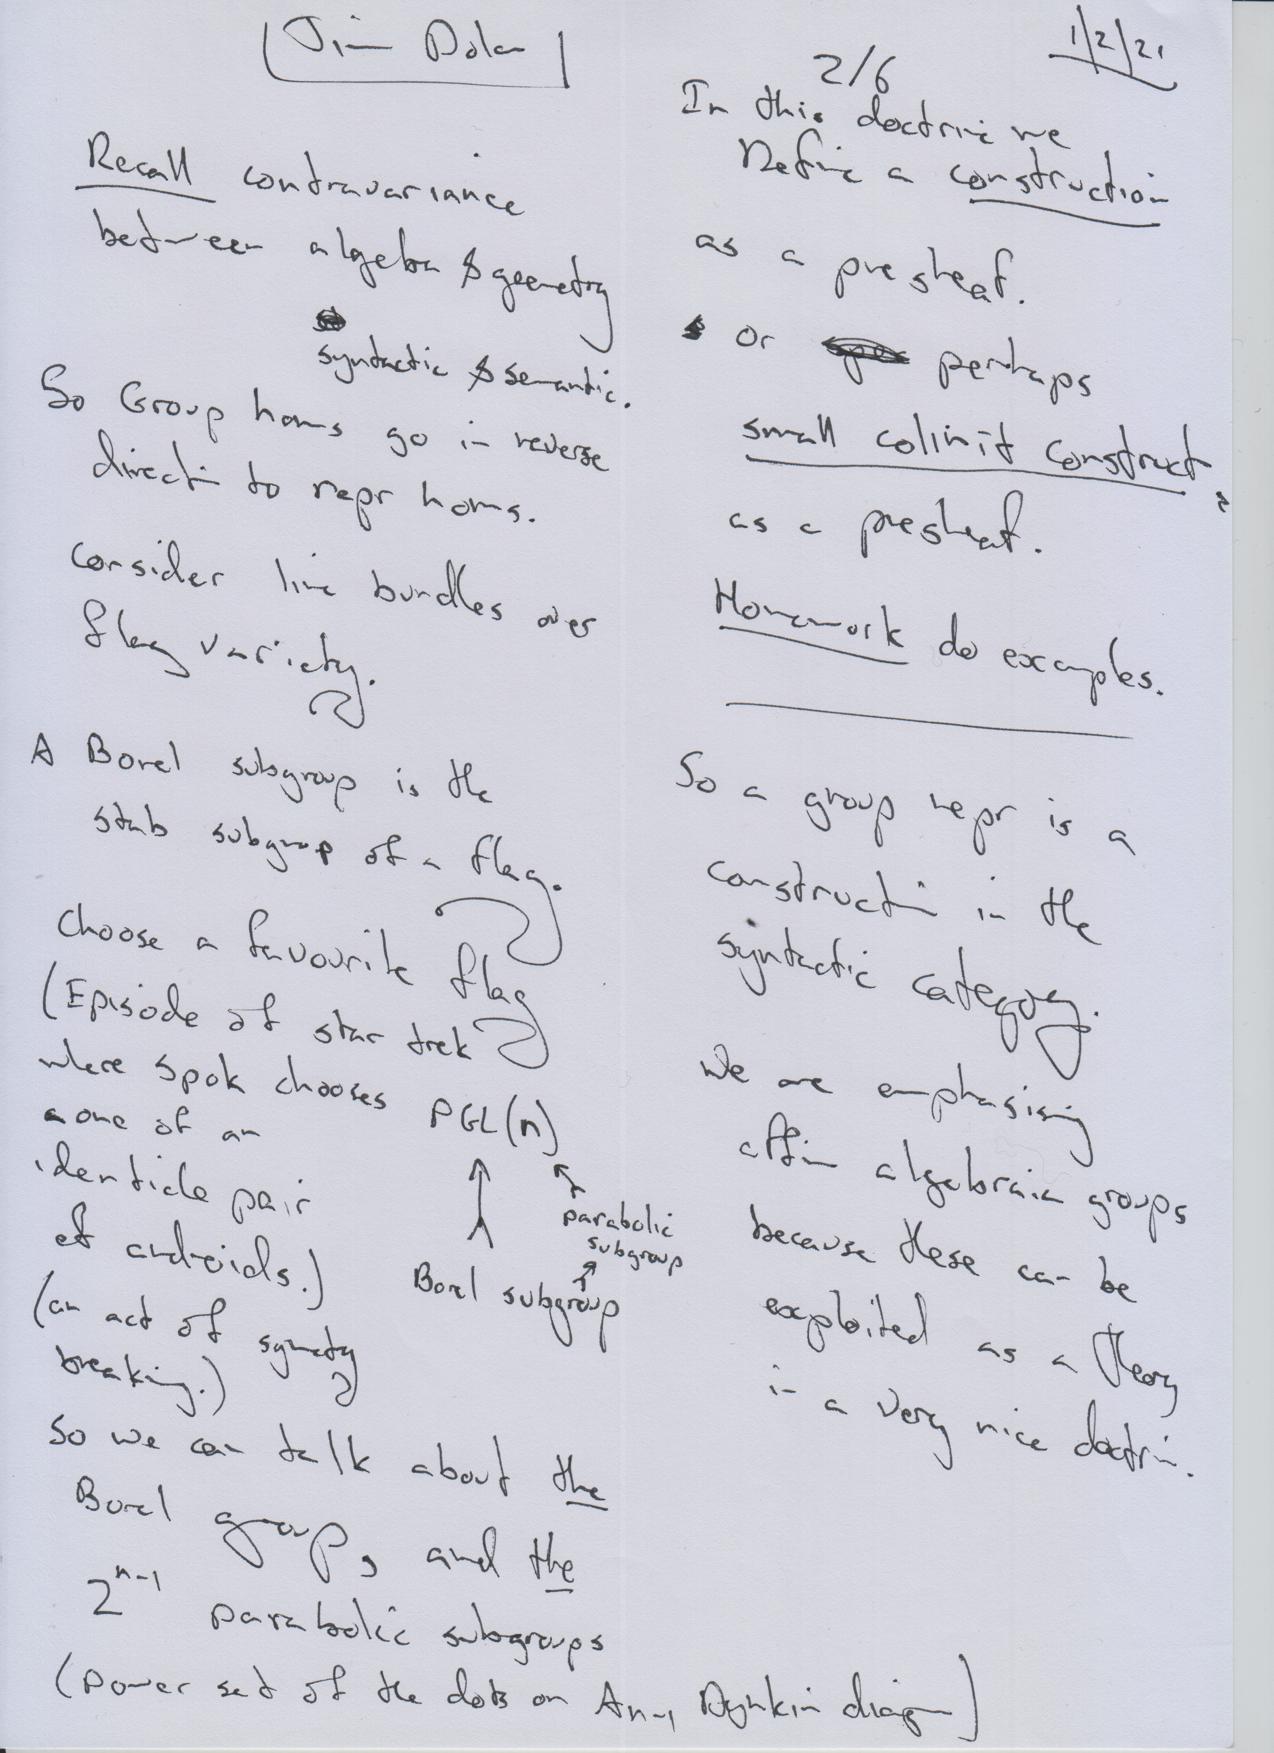 Jim Dolan
1/2/21
2/6
Recall contravariance
between algebra & geometry
syntactic & semantic.
So Group homs go in reverse
directi to repr homs.
Consider line bundles over
flag variety.
A Borel subgroup is the
stab subgroup of a flag.
Choose a favourite flag
(Episode of star trek
where Spok chooses
a one of an
identicle pair
of androids.)
(an act of symety
breaking.)
PGL(n)
parabolic
subgroup
Borel subgroup
So we can talk about the
Borel group, and the
2^{n-1} parabolic subgroups
(power set of the dots on A_{n-1} Dynkin diagm)
In this doctrine we
Define a construction
as a presheaf.
or perhaps
small colimit construct
as a presheaf.
Homework do examples.
So a group repr is a
constructi in the
syntactic category.
We are emphasising
affin algebraic groups
because these can be
exploited as a theory
in a very nice doctrin.